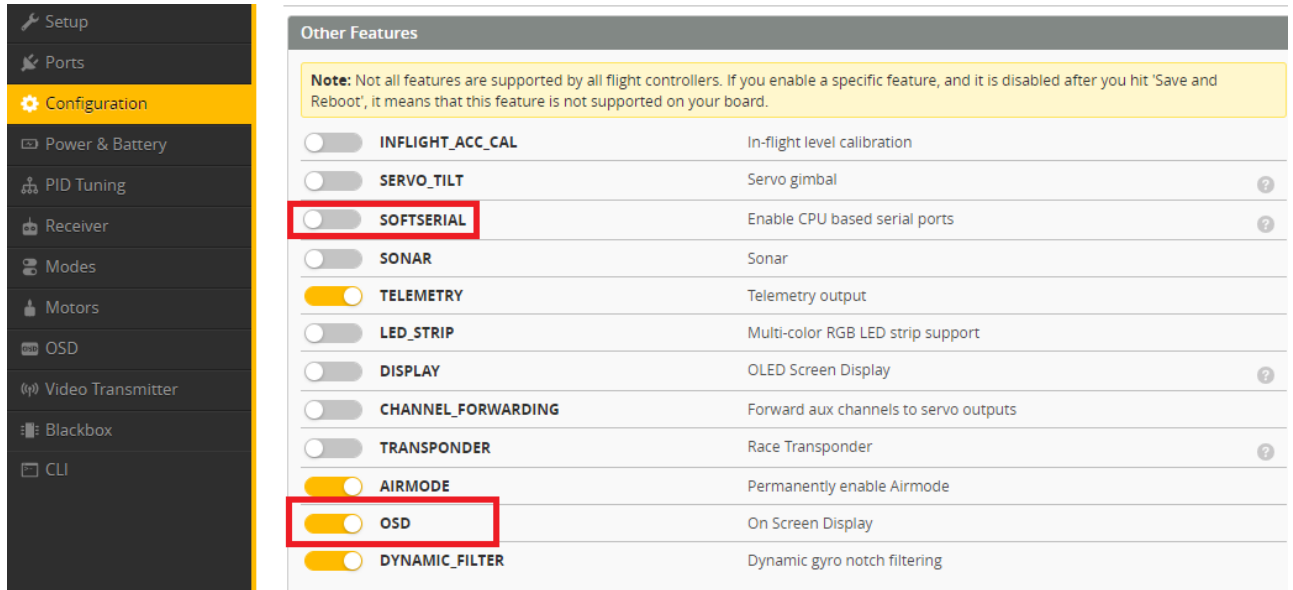 Setup
Ports
Configuration
Power & Battery
PID Tuning
Receiver
Modes
Motors
OSD
Video Transmitter
Blackbox
CLI
Other Features
Note: Not all features are supported by all flight controllers. If you enable a specific feature, and it is disabled after you hit 'Save and
Reboot', it means that this feature is not supported on your board.
INFLIGHT_ACC_CAL In-flight level calibration
SERVO_TILT Servo gimbal ?
SOFTSERIAL Enable CPU based serial ports ?
SONAR Sonar
TELEMETRY Telemetry output
LED_STRIP Multi-color RGB LED strip support
DISPLAY OLED Screen Display ?
CHANNEL_FORWARDING Forward aux channels to servo outputs
TRANSPONDER Race Transponder ?
AIRMODE Permanently enable Airmode
OSD On Screen Display
DYNAMIC_FILTER Dynamic gyro notch filtering